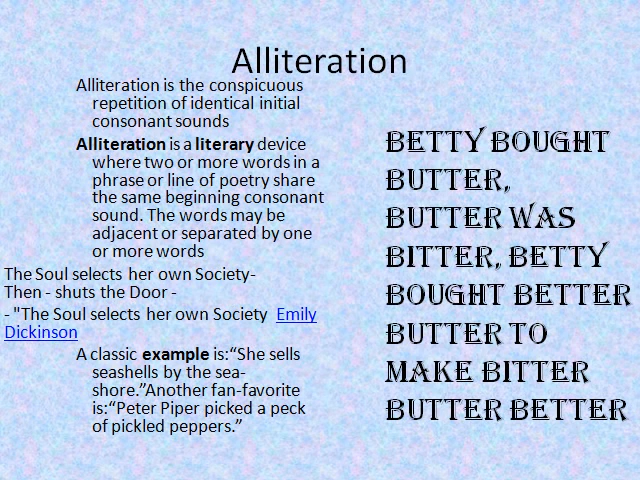 Alliteration
Alliteration is the conspicuous
repetition of identical initial
consonant sounds
Alliteration is a literary device
where two or more words in a
phrase or line of poetry share
the same beginning consonant
sound. The words may be
adjacent or separated by one
or more words
The Soul selects her own Society-
Then - shuts the Door -
- "The Soul selects her own Society Emily
Dickinson
A classic example is:“She sells
seashells by the sea-
shore.”Another fan-favorite
is:“Peter Piper picked a peck
of pickled peppers.”
BETTY BOUGHT
BUTTER,
BUTTER WAS
BITTER, BETTY
BOUGHT BETTER
BUTTER TO
MAKE BITTER
BUTTER BETTER